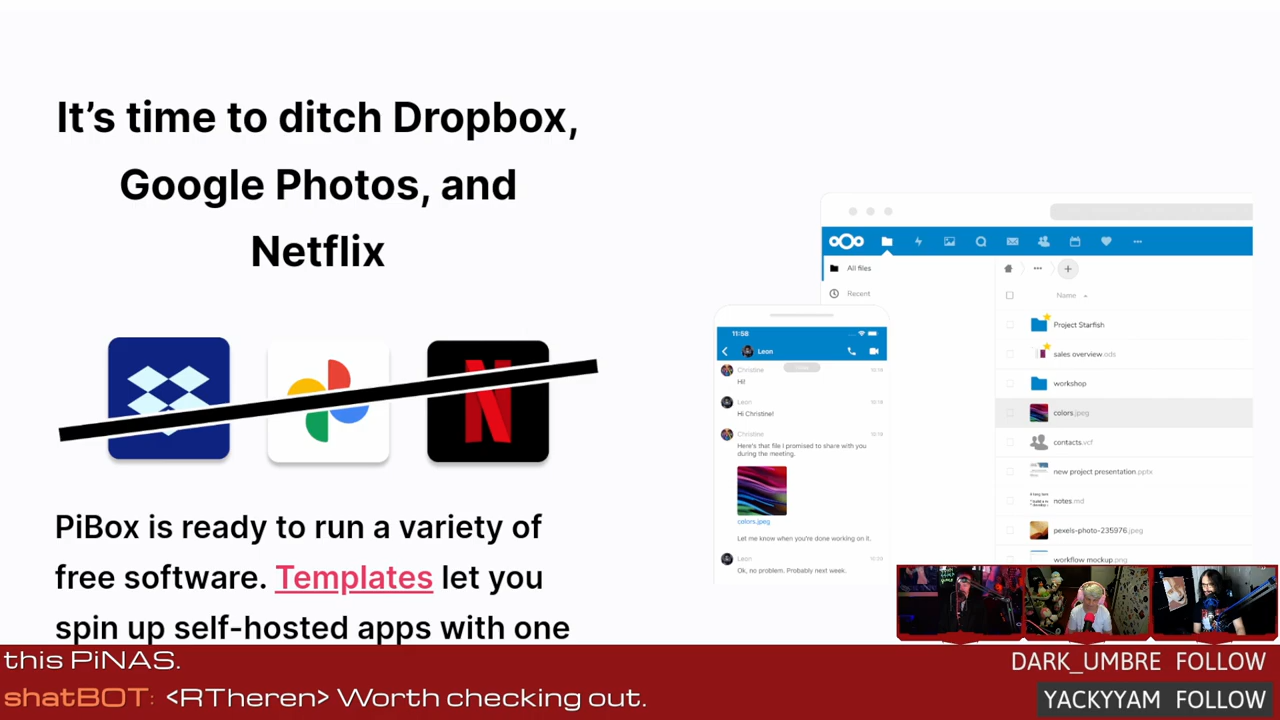 It's time to ditch Dropbox,
Google Photos, and
Netflix
PiBox is ready to run a variety of
free software. Templates let you
spin up self-hosted apps with one
All files
Recent
Name
Project Starfish
sales overview.ods
workshop
colors.jpeg
contacts.vcf
new project presentation.pptx
notes.md
pexels-photo-235976.jpeg
workflow mockup.png
11:58
Leon
Christine
Hi!
Leon
Hi Christine!
Christine
Here's that file I promised to share with you
during the meeting.
colors.jpeg
Let me know when you're done working on it.
Leon
Ok, no problem. Probably next week.
this PiNAS.
shatBOT: <RTheren> Worth checking out.
DARK_UMBRE FOLLOW
YACKYYAM FOLLOW